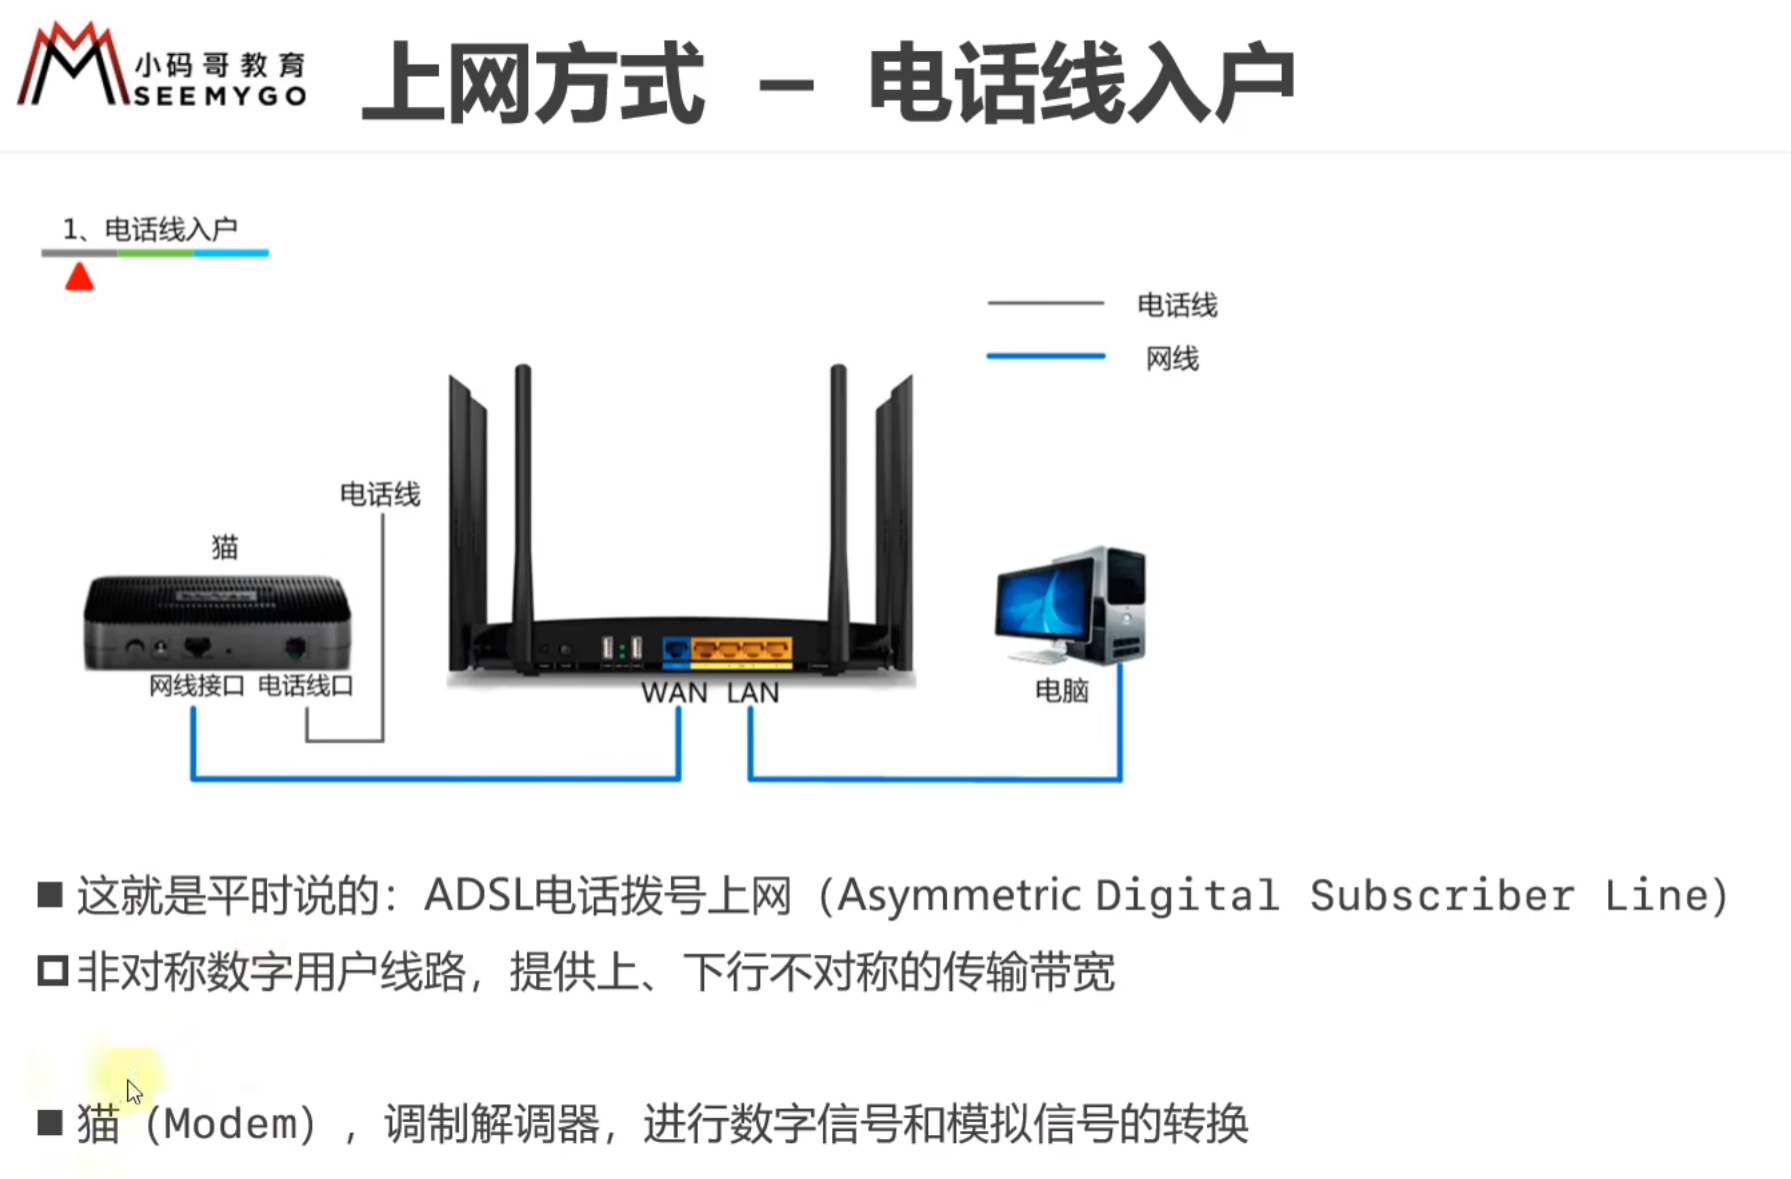 小码哥教育
SEEMYGO
上网方式 － 电话线入户
1、电话线入户
电话线
网线
电话线
猫
网线接口 电话线口
WAN LAN
电脑
■ 这就是平时说的：ADSL电话拨号上网（Asymmetric Digital Subscriber Line）
非对称数字用户线路，提供上、下行不对称的传输带宽
■ 猫（Modem），调制解调器，进行数字信号和模拟信号的转换